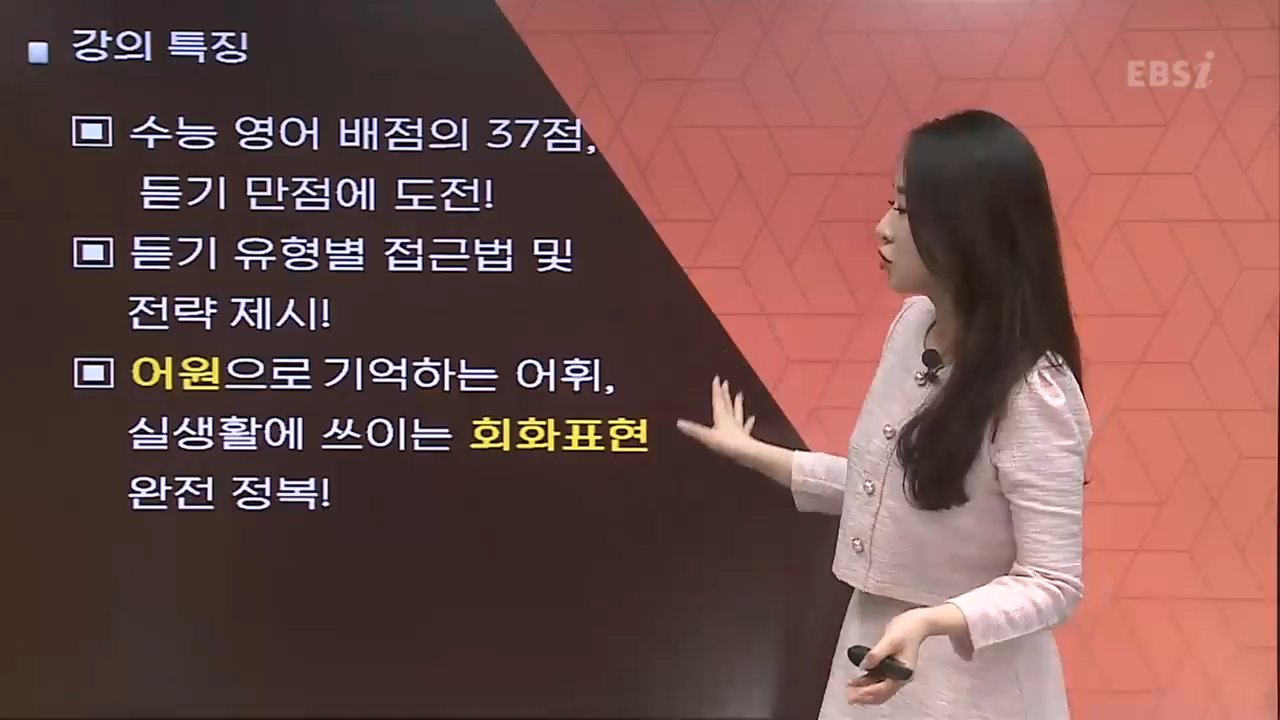 강의 특징
EBSi
수능 영어 배점의 37점,
듣기 만점에 도전!
듣기 유형별 접근법 및
전략 제시!
어원으로 기억하는 어휘,
실생활에 쓰이는 회화표현
완전 정복!